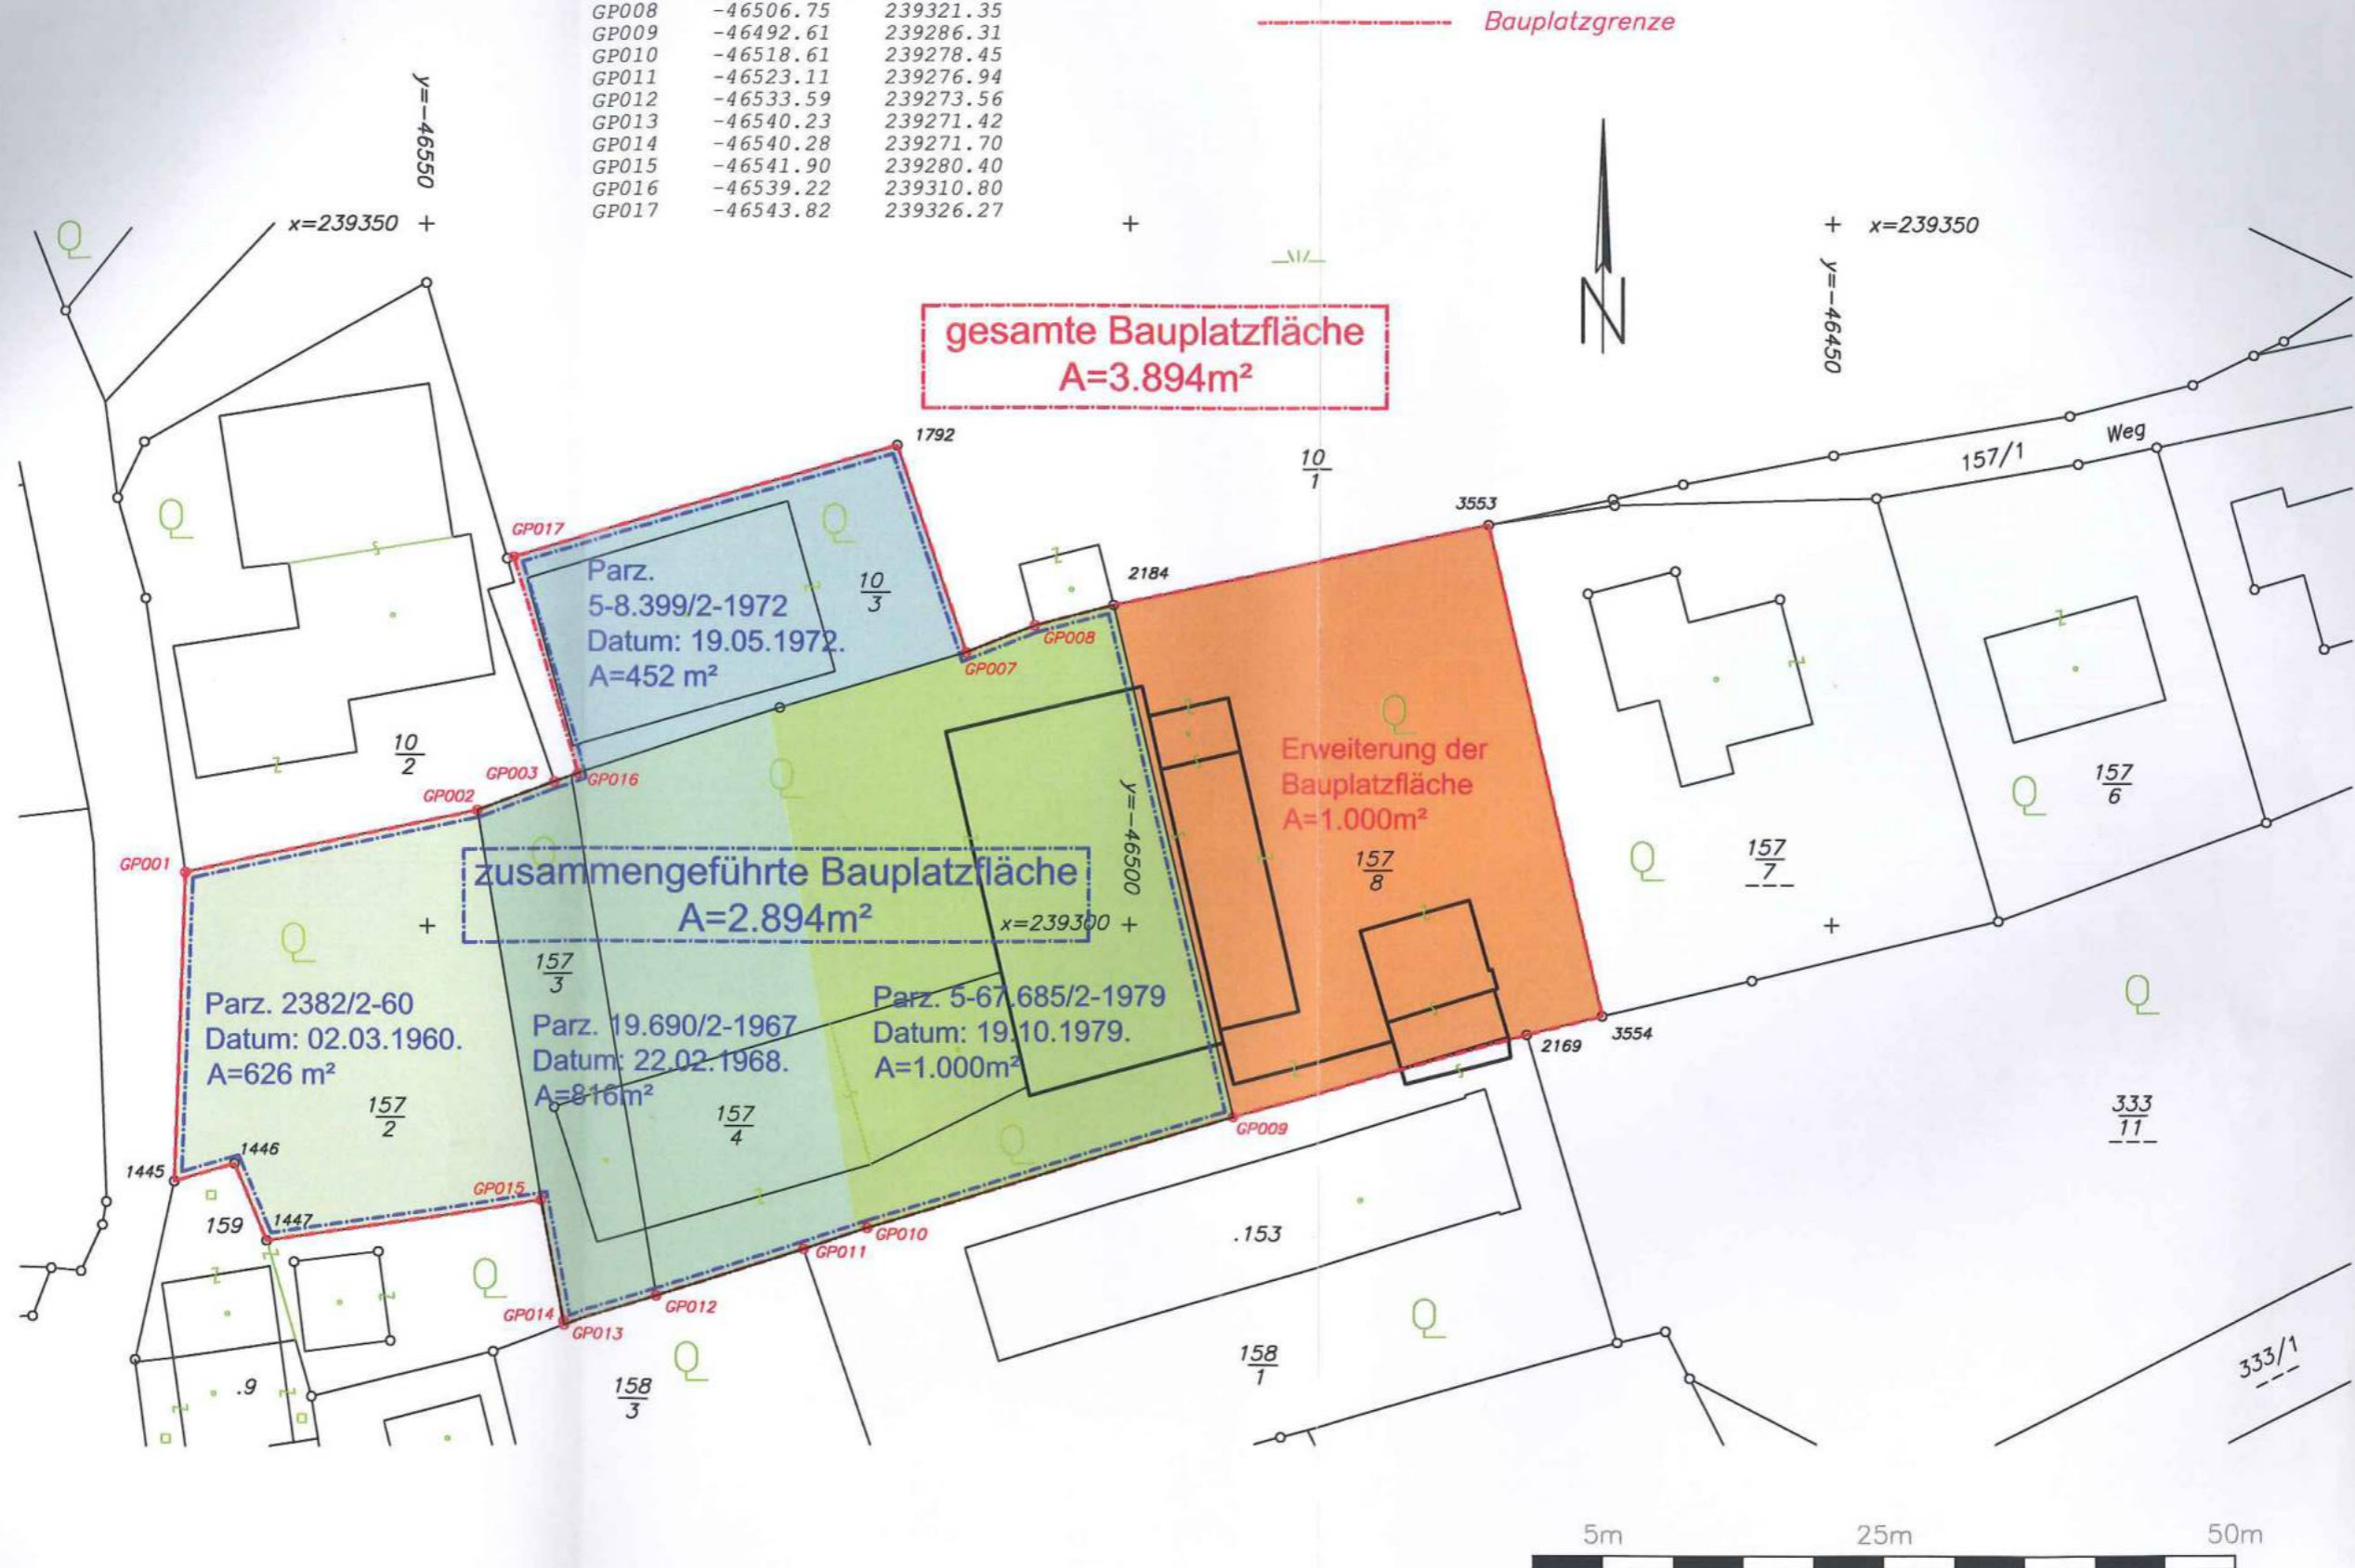 GP008 -46506.75 239321.35
GP009 -46492.61 239286.31
GP010 -46518.61 239278.45
GP011 -46523.11 239276.94
GP012 -46533.59 239273.56
GP013 -46540.23 239271.42
GP014 -46540.28 239271.70
GP015 -46541.90 239280.40
GP016 -46539.22 239310.80
GP017 -46543.82 239326.27
Bauplatzgrenze
y=-46550
x=239350
x=239350
y=-46450
N
gesamte Bauplatzfläche
A=3.894m²
1792
10
1
Weg
157/1
3553
GP017
Parz.
5-8.399/2-1972
Datum: 19.05.1972.
A=452 m²
10
3
2184
GP008
GP007
10
2
GP003
GP016
GP002
y=-46500
Erweiterung der
Bauplatzfläche
A=1.000m²
157
8
157
6
157
7
GP001
zusammengeführte Bauplatzfläche
A=2.894m²
x=239300
157
3
Parz. 2382/2-60
Datum: 02.03.1960.
A=626 m²
157
2
Parz. 19.690/2-1967
Datum: 22.02.1968.
A=816m²
157
4
Parz. 5-67.685/2-1979
Datum: 19.10.1979.
A=1.000m²
3554
2169
GP009
333
11
1446
1445
GP015
1447
159
GP010
GP011
.153
GP012
GP014
GP013
158
1
158
3
.9
333/1
5m
25m
50m